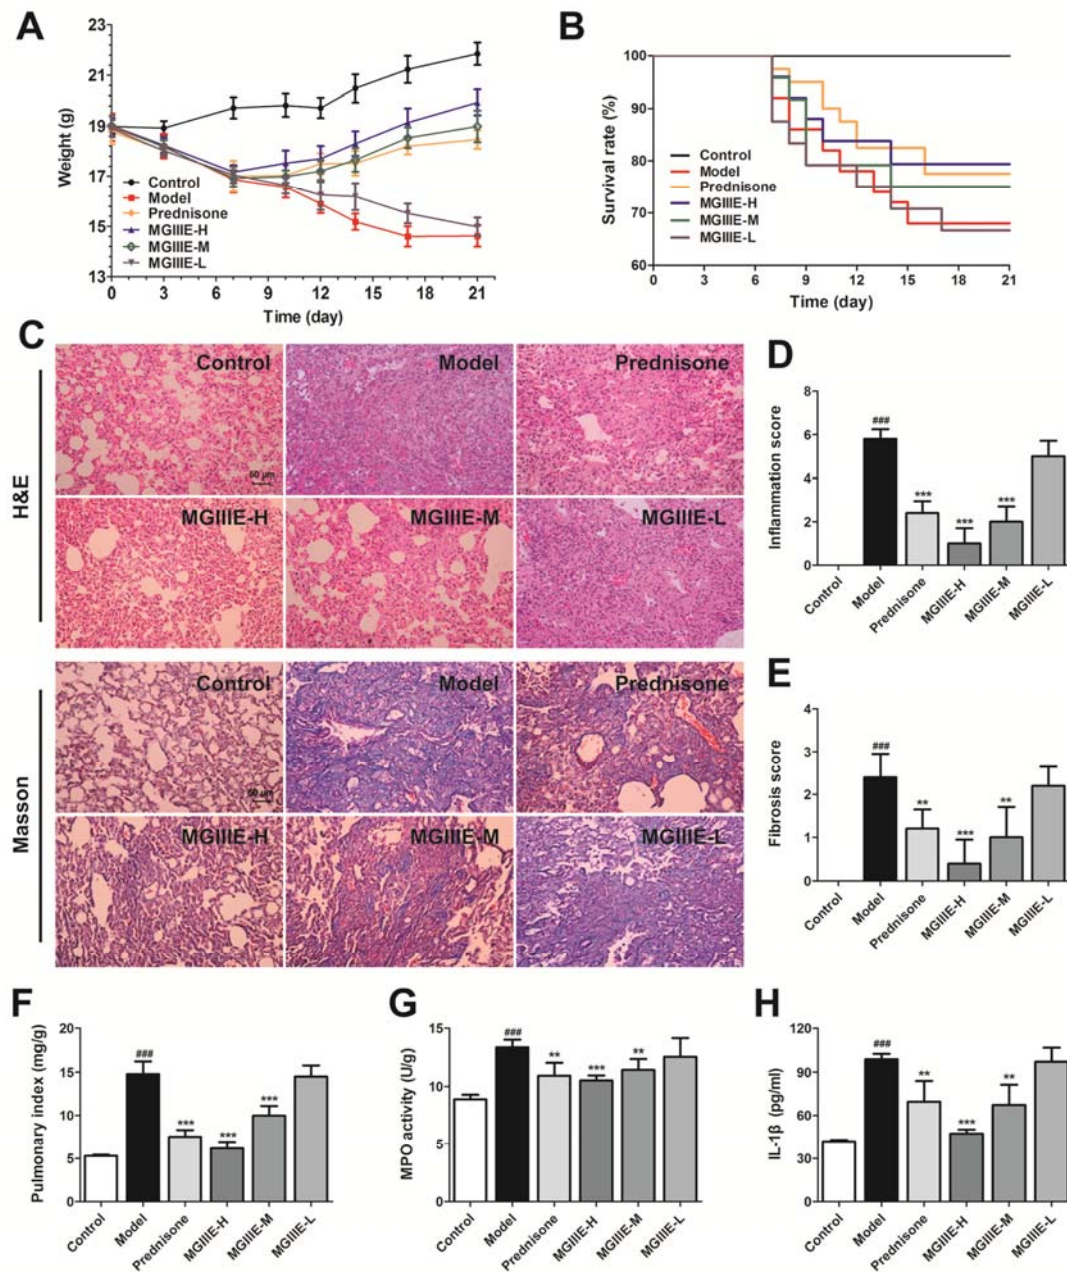 A
Weight (g)
23
21
19
17
15
13
Control
Model
Prednisone
MGIIIE-H
MGIIIE-M
MGIIIE-L
0 3 6 9 12 15 18 21
Time (day)
B
Survival rate (%)
100
90
80
70
60
Control
Model
Prednisone
MGIIIE-H
MGIIIE-M
MGIIIE-L
0 3 6 9 12 15 18 21
Time (day)
C
H&E
Control
50 μm
Model
Prednisone
MGIIIE-H
MGIIIE-M
MGIIIE-L
Masson
Control
50 μm
Model
Prednisone
MGIIIE-H
MGIIIE-M
MGIIIE-L
D
Inflammation score
8
6
4
2
0
###
***
***
***
Control
Model
Prednisone
MGIIIE-H
MGIIIE-M
MGIIIE-L
E
Fibrosis score
4
3
2
1
0
###
**
***
**
Control
Model
Prednisone
MGIIIE-H
MGIIIE-M
MGIIIE-L
F
Pulmonary index (mg/g)
20
15
10
5
0
###
***
***
***
Control
Model
Prednisone
MGIIIE-H
MGIIIE-M
MGIIIE-L
G
MPO activity (U/g)
15
10
5
0
###
**
***
**
Control
Model
Prednisone
MGIIIE-H
MGIIIE-M
MGIIIE-L
H
IL-1β (pg/ml)
120
90
60
30
0
###
**
***
**
Control
Model
Prednisone
MGIIIE-H
MGIIIE-M
MGIIIE-L